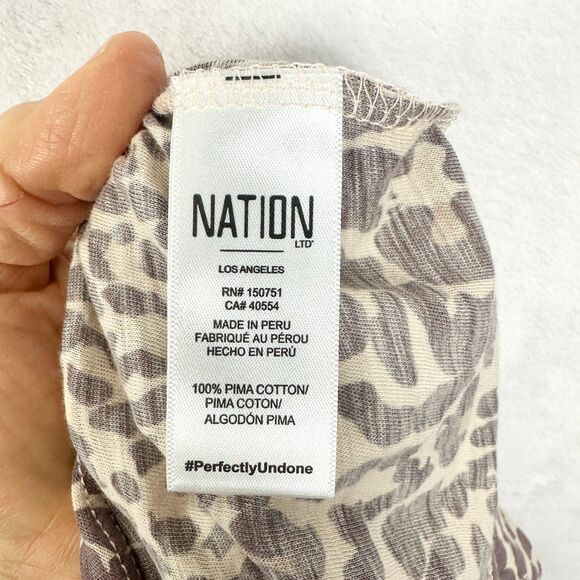 NATION
LTD
LOS ANGELES
RN# 150751
CA# 40554
MADE IN PERU
FABRIQUÉ AU PÉROU
HECHO EN PERÚ
100% PIMA COTTON/
PIMA COTON/
ALGODÓN PIMA
#PerfectlyUndone